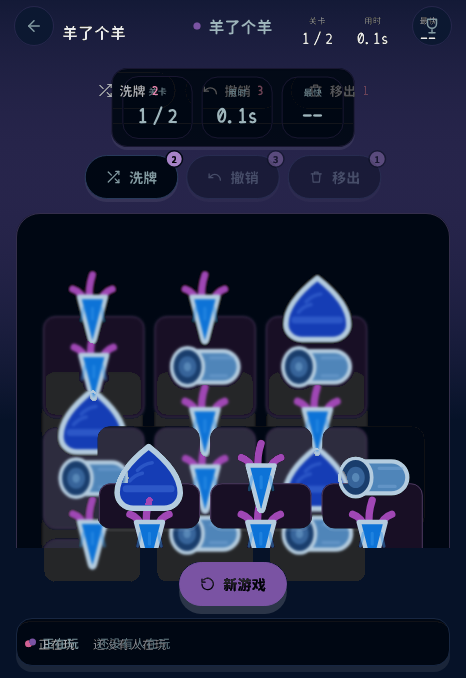 羊了个羊
羊了个羊
关卡 用时 最快
1/2 0.1s --
洗牌 2 撤销 3 移出 1
1/2 0.1s --
洗牌 2 撤销 3 移出 1
新游戏
正在玩